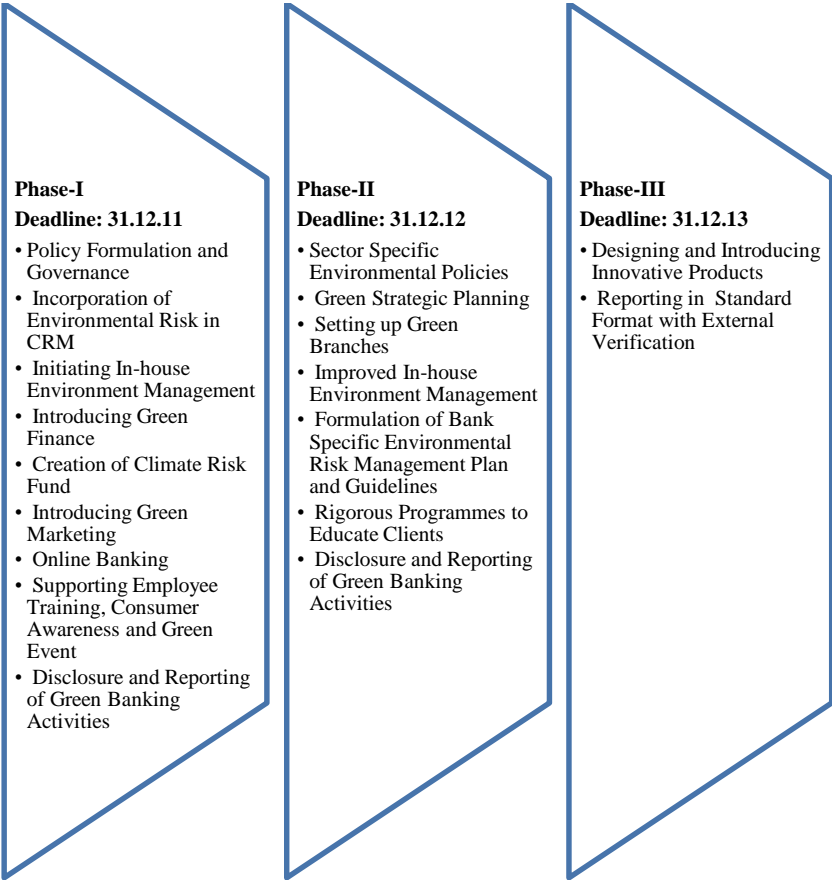 Phase-I
Deadline: 31.12.11
• Policy Formulation and
Governance
• Incorporation of
Environmental Risk in
CRM
• Initiating In-house
Environment Management
• Introducing Green
Finance
• Creation of Climate Risk
Fund
• Introducing Green
Marketing
• Online Banking
• Supporting Employee
Training, Consumer
Awareness and Green
Event
• Disclosure and Reporting
of Green Banking
Activities
Phase-II
Deadline: 31.12.12
• Sector Specific
Environmental Policies
• Green Strategic Planning
• Setting up Green
Branches
• Improved In-house
Environment Management
• Formulation of Bank
Specific Environmental
Risk Management Plan
and Guidelines
• Rigorous Programmes to
Educate Clients
• Disclosure and Reporting
of Green Banking
Activities
Phase-III
Deadline: 31.12.13
• Designing and Introducing
Innovative Products
• Reporting in Standard
Format with External
Verification